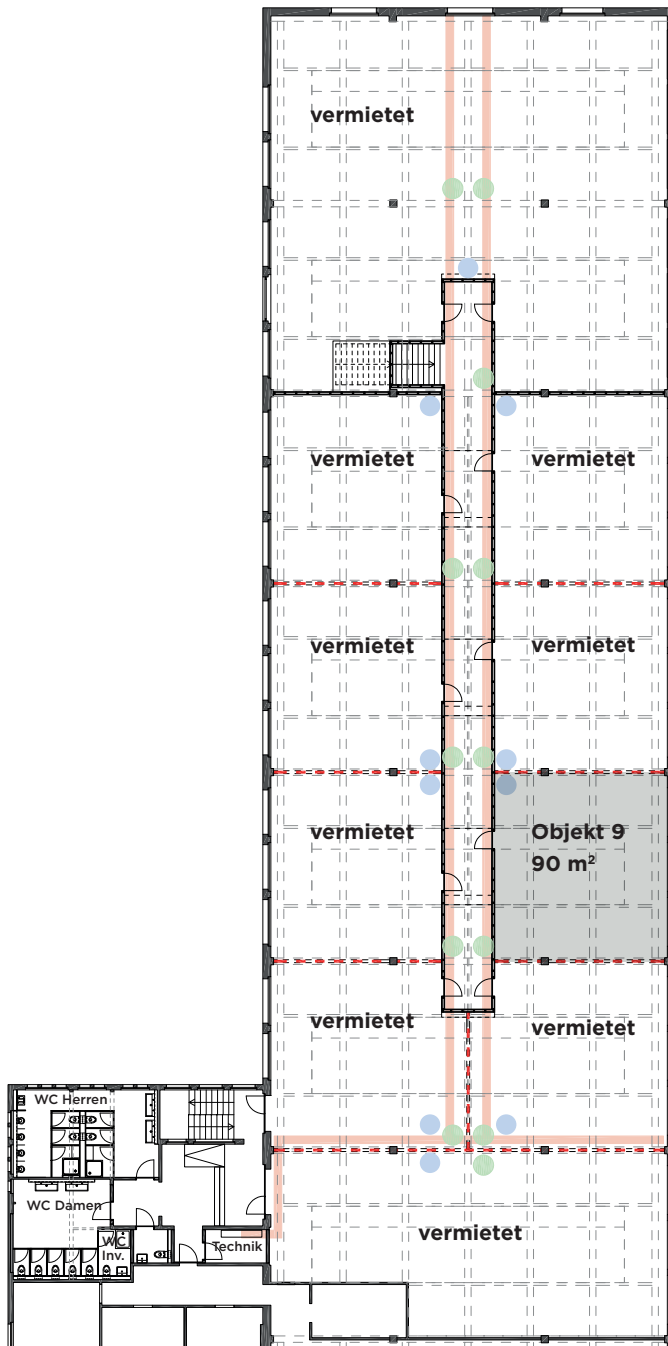 vermietet
vermietet
vermietet
vermietet
vermietet
vermietet
Objekt 9
90 m²
vermietet
vermietet
WC Herren
WC Damen
WC
Inv.
Technik
vermietet